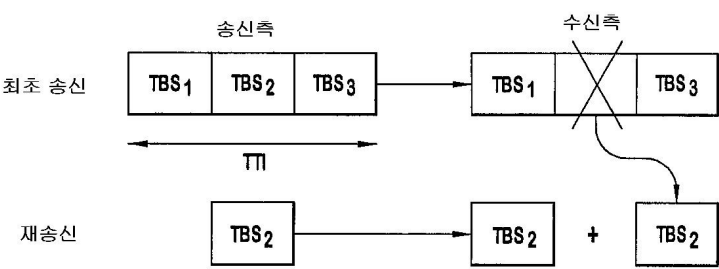 송신측
수신측
최초 송신
TBS1 TBS2 TBS3
TBS1 TBS3
TTI
재송신
TBS2
TBS2 + TBS2